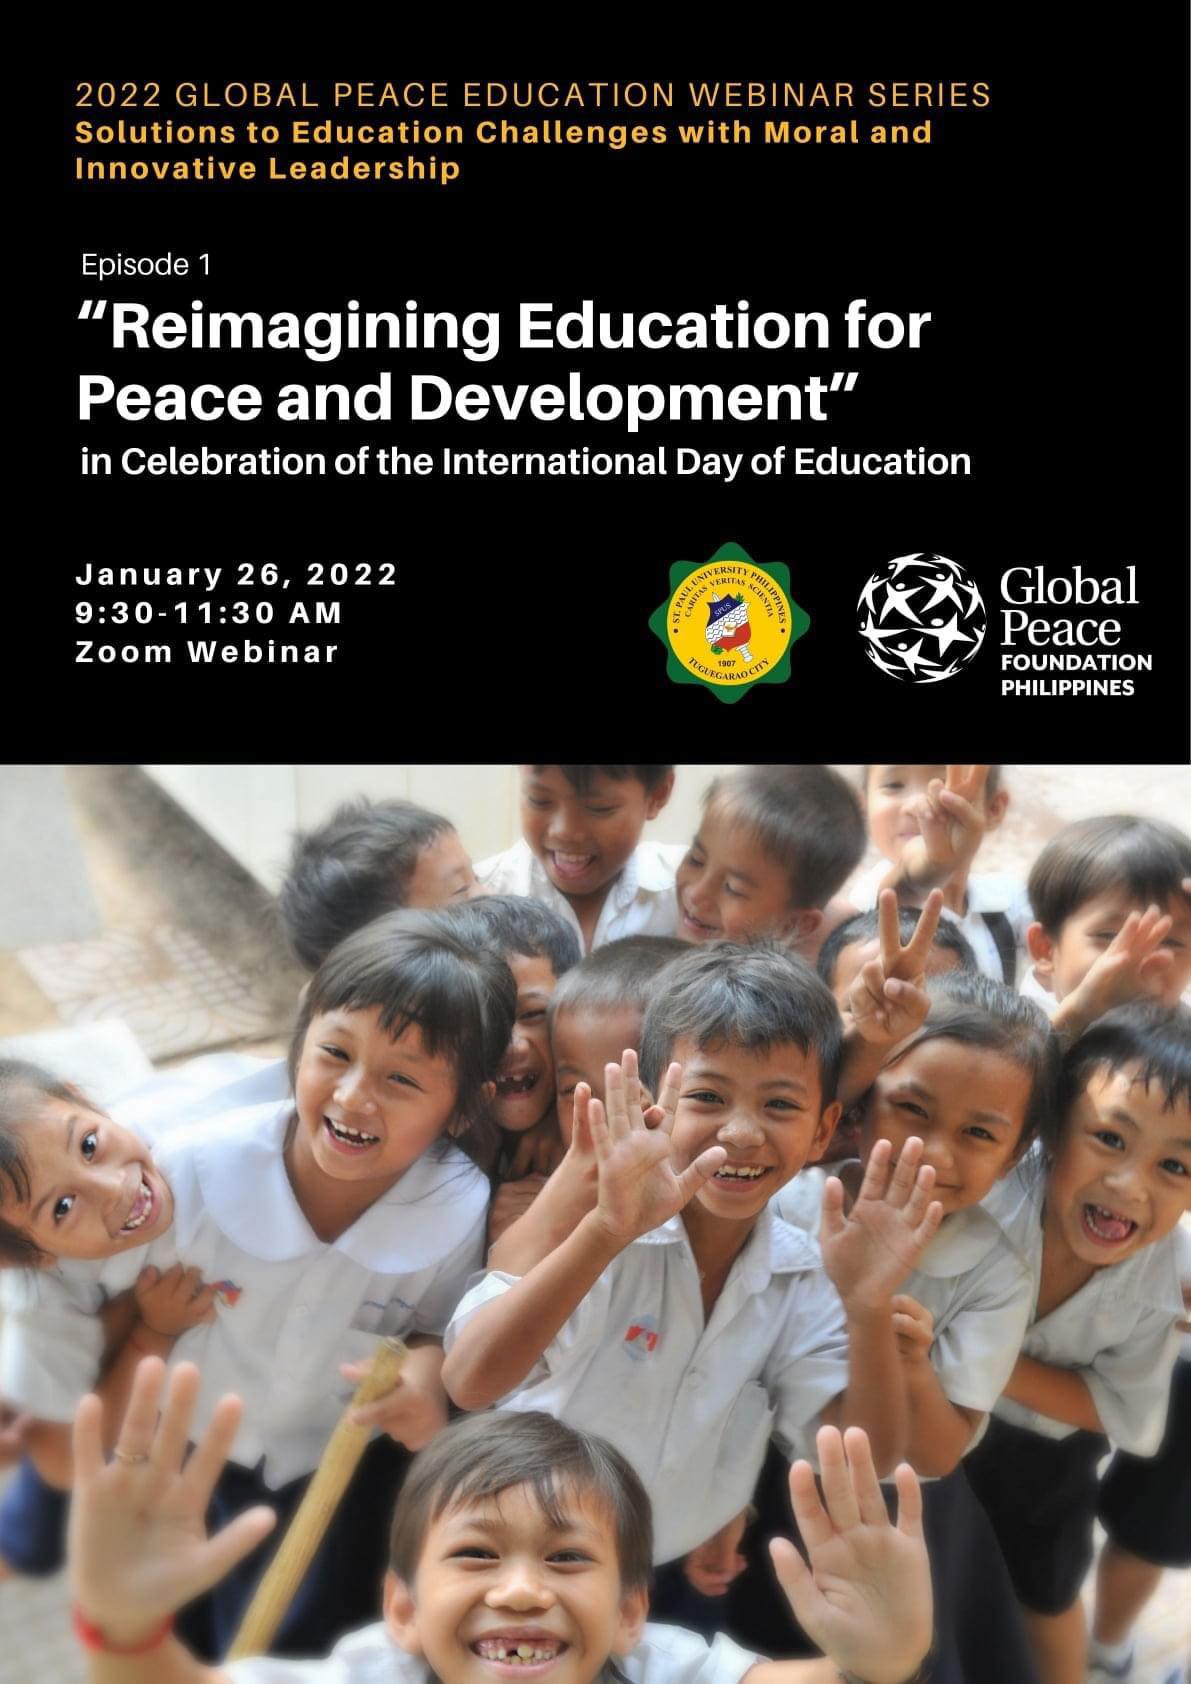 2022 GLOBAL PEACE EDUCATION WEBINAR SERIES
Solutions to Education Challenges with Moral and
Innovative Leadership
Episode 1
“Reimagining Education for
Peace and Development”
in Celebration of the International Day of Education
January 26, 2022
9:30-11:30 AM
Zoom Webinar
ST. PAUL UNIVERSITY PHILIPPINES
CARITAS VERITAS SCIENTIA
SPUS
1907
TUGUEGARAO CITY
Global
Peace
FOUNDATION
PHILIPPINES